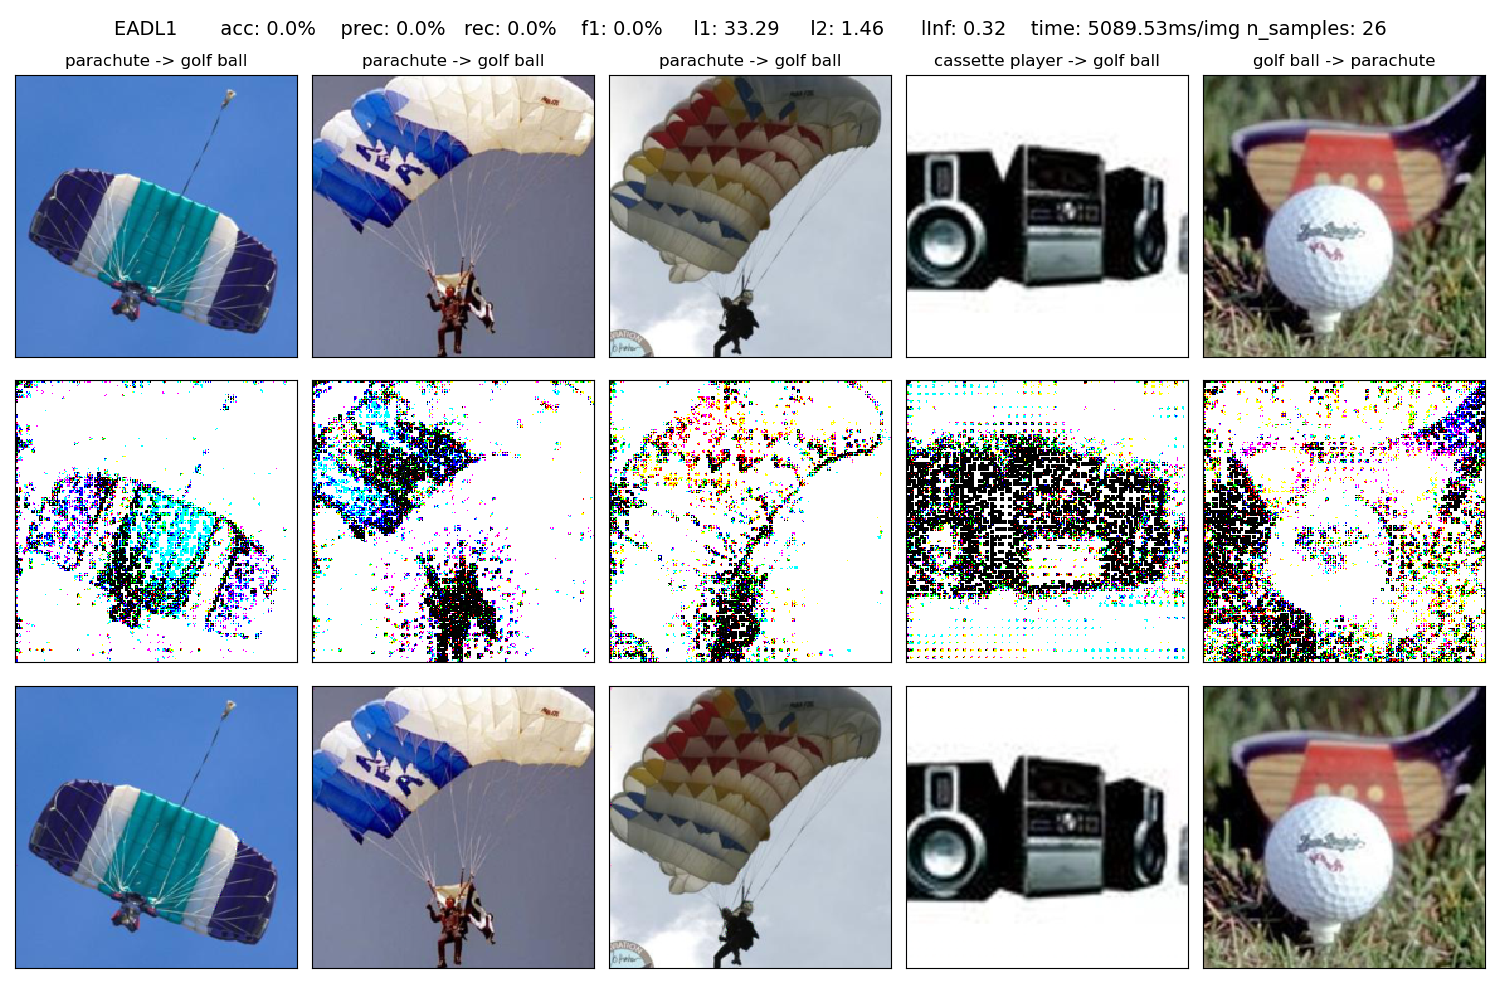 EADL1 acc: 0.0% prec: 0.0% rec: 0.0% f1: 0.0% l1: 33.29 l2: 1.46 lInf: 0.32 time: 5089.53ms/img n_samples: 26
parachute -> golf ball
parachute -> golf ball
parachute -> golf ball
cassette player -> golf ball
golf ball -> parachute